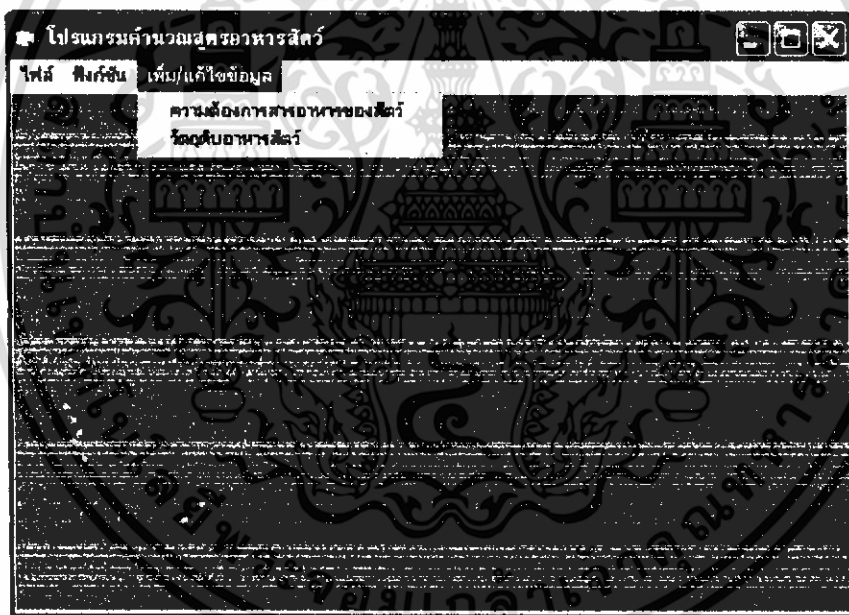 โปรแกรมคำนวณสูตรอาหารสัตว์
ไฟล์ ฟังก์ชัน เพิ่ม/แก้ไขข้อมูล
ความต้องการสารอาหารของสัตว์
วัตถุดิบอาหารสัตว์